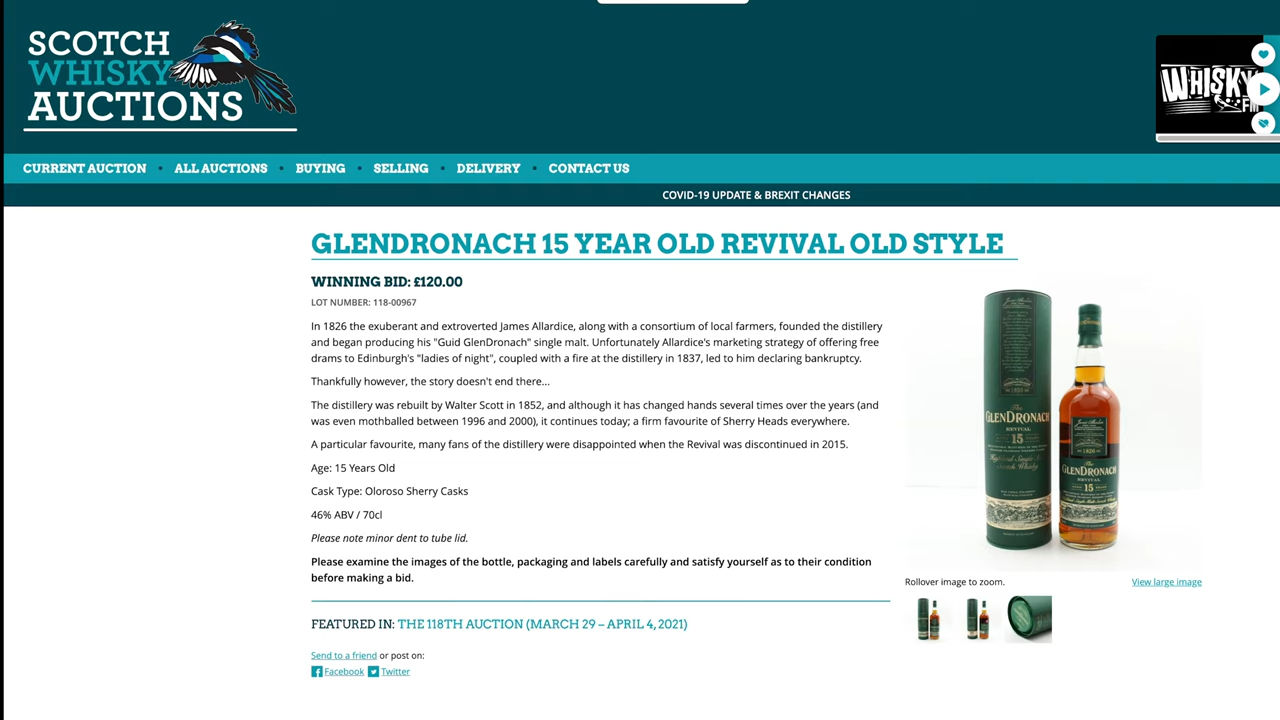 SCOTCH
WHISKY
AUCTIONS
WHISKY
FM
CURRENT AUCTION • ALL AUCTIONS • BUYING • SELLING • DELIVERY • CONTACT US
COVID-19 UPDATE & BREXIT CHANGES
GLENDRONACH 15 YEAR OLD REVIVAL OLD STYLE
WINNING BID: £120.00
LOT NUMBER: 118-00967
In 1826 the exuberant and extroverted James Allardice, along with a consortium of local farmers, founded the distillery
and began producing his "Guid GlenDronach" single malt. Unfortunately Allardice's marketing strategy of offering free
drams to Edinburgh's "ladies of night", coupled with a fire at the distillery in 1837, led to him declaring bankruptcy.
Thankfully however, the story doesn't end there...
The distillery was rebuilt by Walter Scott in 1852, and although it has changed hands several times over the years (and
was even mothballed between 1996 and 2000), it continues today; a firm favourite of Sherry Heads everywhere.
A particular favourite, many fans of the distillery were disappointed when the Revival was discontinued in 2015.
Age: 15 Years Old
Cask Type: Oloroso Sherry Casks
46% ABV / 70cl
Please note minor dent to tube lid.
Please examine the images of the bottle, packaging and labels carefully and satisfy yourself as to their condition
before making a bid.
FEATURED IN: THE 118TH AUCTION (MARCH 29 – APRIL 4, 2021)
Send to a friend or post on:
Facebook Twitter
The
GLENDRONACH
REVIVAL
15
Highland Single Malt
Scotch Whisky
1826
The
GLENDRONACH
REVIVAL
15
Rollover image to zoom.
View large image